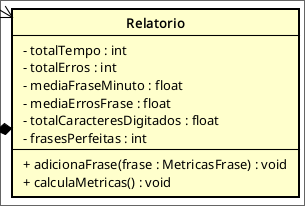 Relatorio
- totalTempo : int
- totalErros : int
- mediaFraseMinuto : float
- mediaErrosFrase : float
- totalCaracteresDigitados : float
- frasesPerfeitas : int
+ adicionaFrase(frase : MetricasFrase) : void
+ calculaMetricas() : void